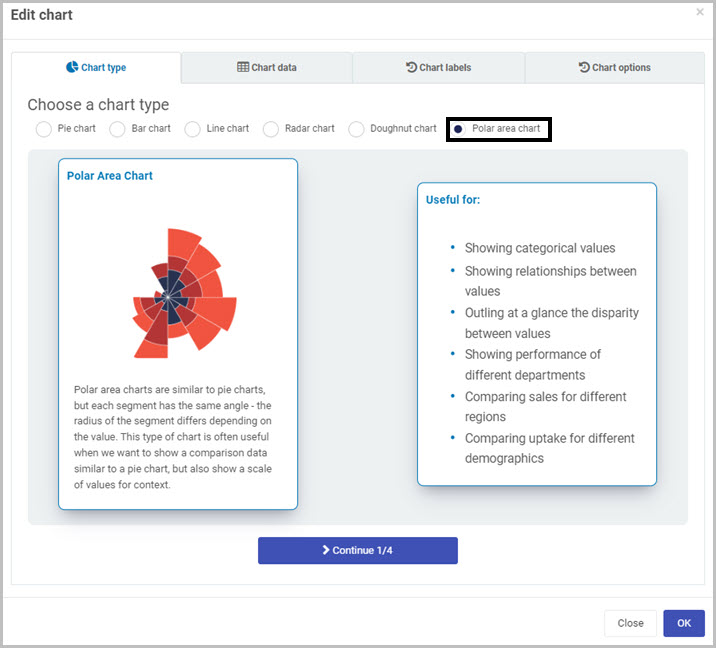 Edit chart
×
Chart type
Chart data
Chart labels
Chart options
Choose a chart type
Pie chart
Bar chart
Line chart
Radar chart
Doughnut chart
Polar area chart
Polar Area Chart
Polar area charts are similar to pie charts,
but each segment has the same angle - the
radius of the segment differs depending on
the value. This type of chart is often useful
when we want to show a comparison data
similar to a pie chart, but also show a scale
of values for context.
Useful for:
• Showing categorical values
• Showing relationships between
values
• Outling at a glance the disparity
between values
• Showing performance of
different departments
• Comparing sales for different
regions
• Comparing uptake for different
demographics
Continue 1/4
Close
OK